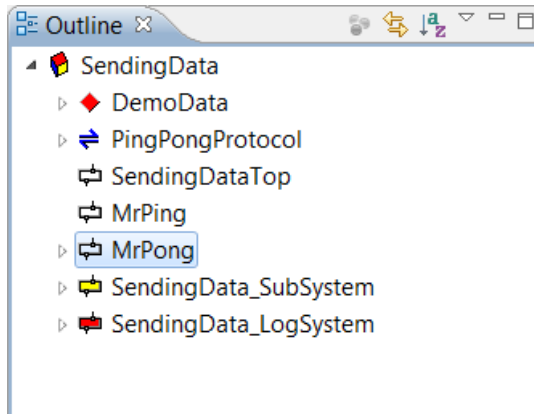 Outline
SendingData
DemoData
PingPongProtocol
SendingDataTop
MrPing
MrPong
SendingData_SubSystem
SendingData_LogSystem